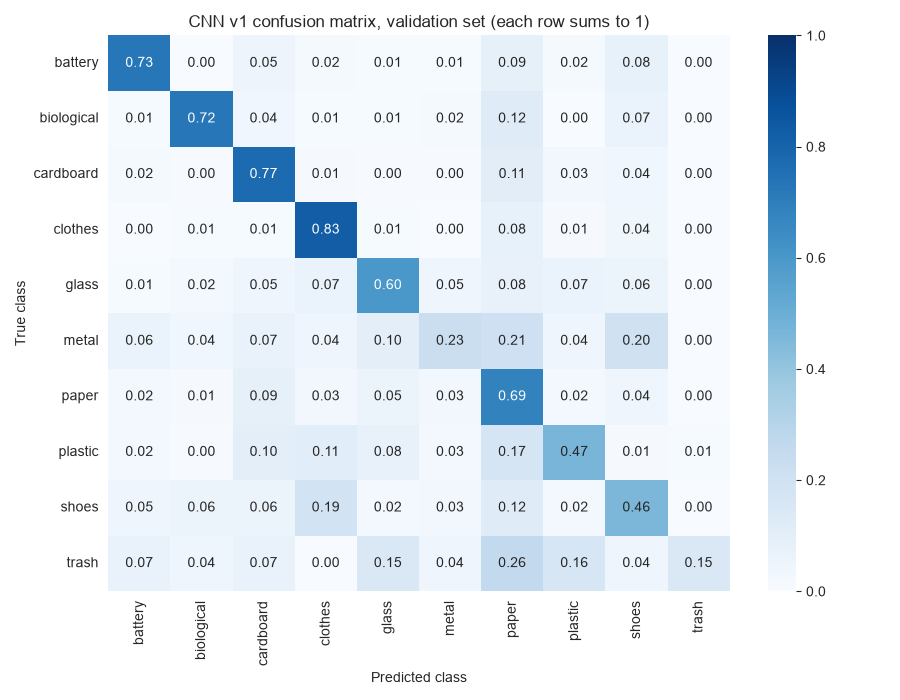 CNN v1 confusion matrix, validation set (each row sums to 1)
battery 0.73 0.00 0.05 0.02 0.01 0.01 0.09 0.02 0.08 0.00
biological 0.01 0.72 0.04 0.01 0.01 0.02 0.12 0.00 0.07 0.00
cardboard 0.02 0.00 0.77 0.01 0.00 0.00 0.11 0.03 0.04 0.00
clothes 0.00 0.01 0.01 0.83 0.01 0.00 0.08 0.01 0.04 0.00
glass 0.01 0.02 0.05 0.07 0.60 0.05 0.08 0.07 0.06 0.00
metal 0.06 0.04 0.07 0.04 0.10 0.23 0.21 0.04 0.20 0.00
paper 0.02 0.01 0.09 0.03 0.05 0.03 0.69 0.02 0.04 0.00
plastic 0.02 0.00 0.10 0.11 0.08 0.03 0.17 0.47 0.01 0.01
shoes 0.05 0.06 0.06 0.19 0.02 0.03 0.12 0.02 0.46 0.00
trash 0.07 0.04 0.07 0.00 0.15 0.04 0.26 0.16 0.04 0.15
battery biological cardboard clothes glass metal paper plastic shoes trash
Predicted class
True class
1.0
0.8
0.6
0.4
0.2
0.0